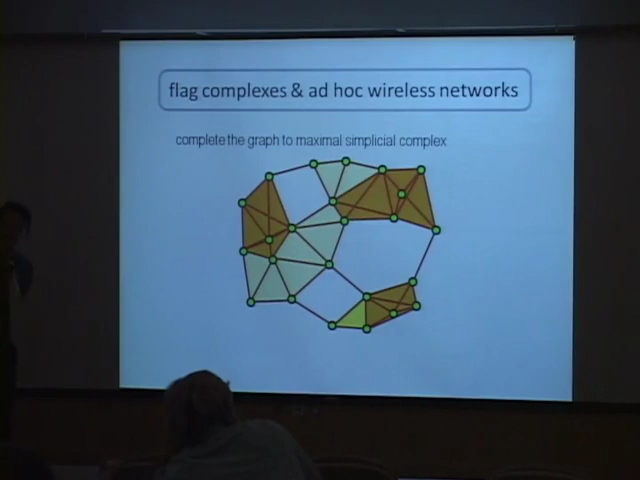 flag complexes & ad hoc wireless networks
complete the graph to maximal simplicial complex